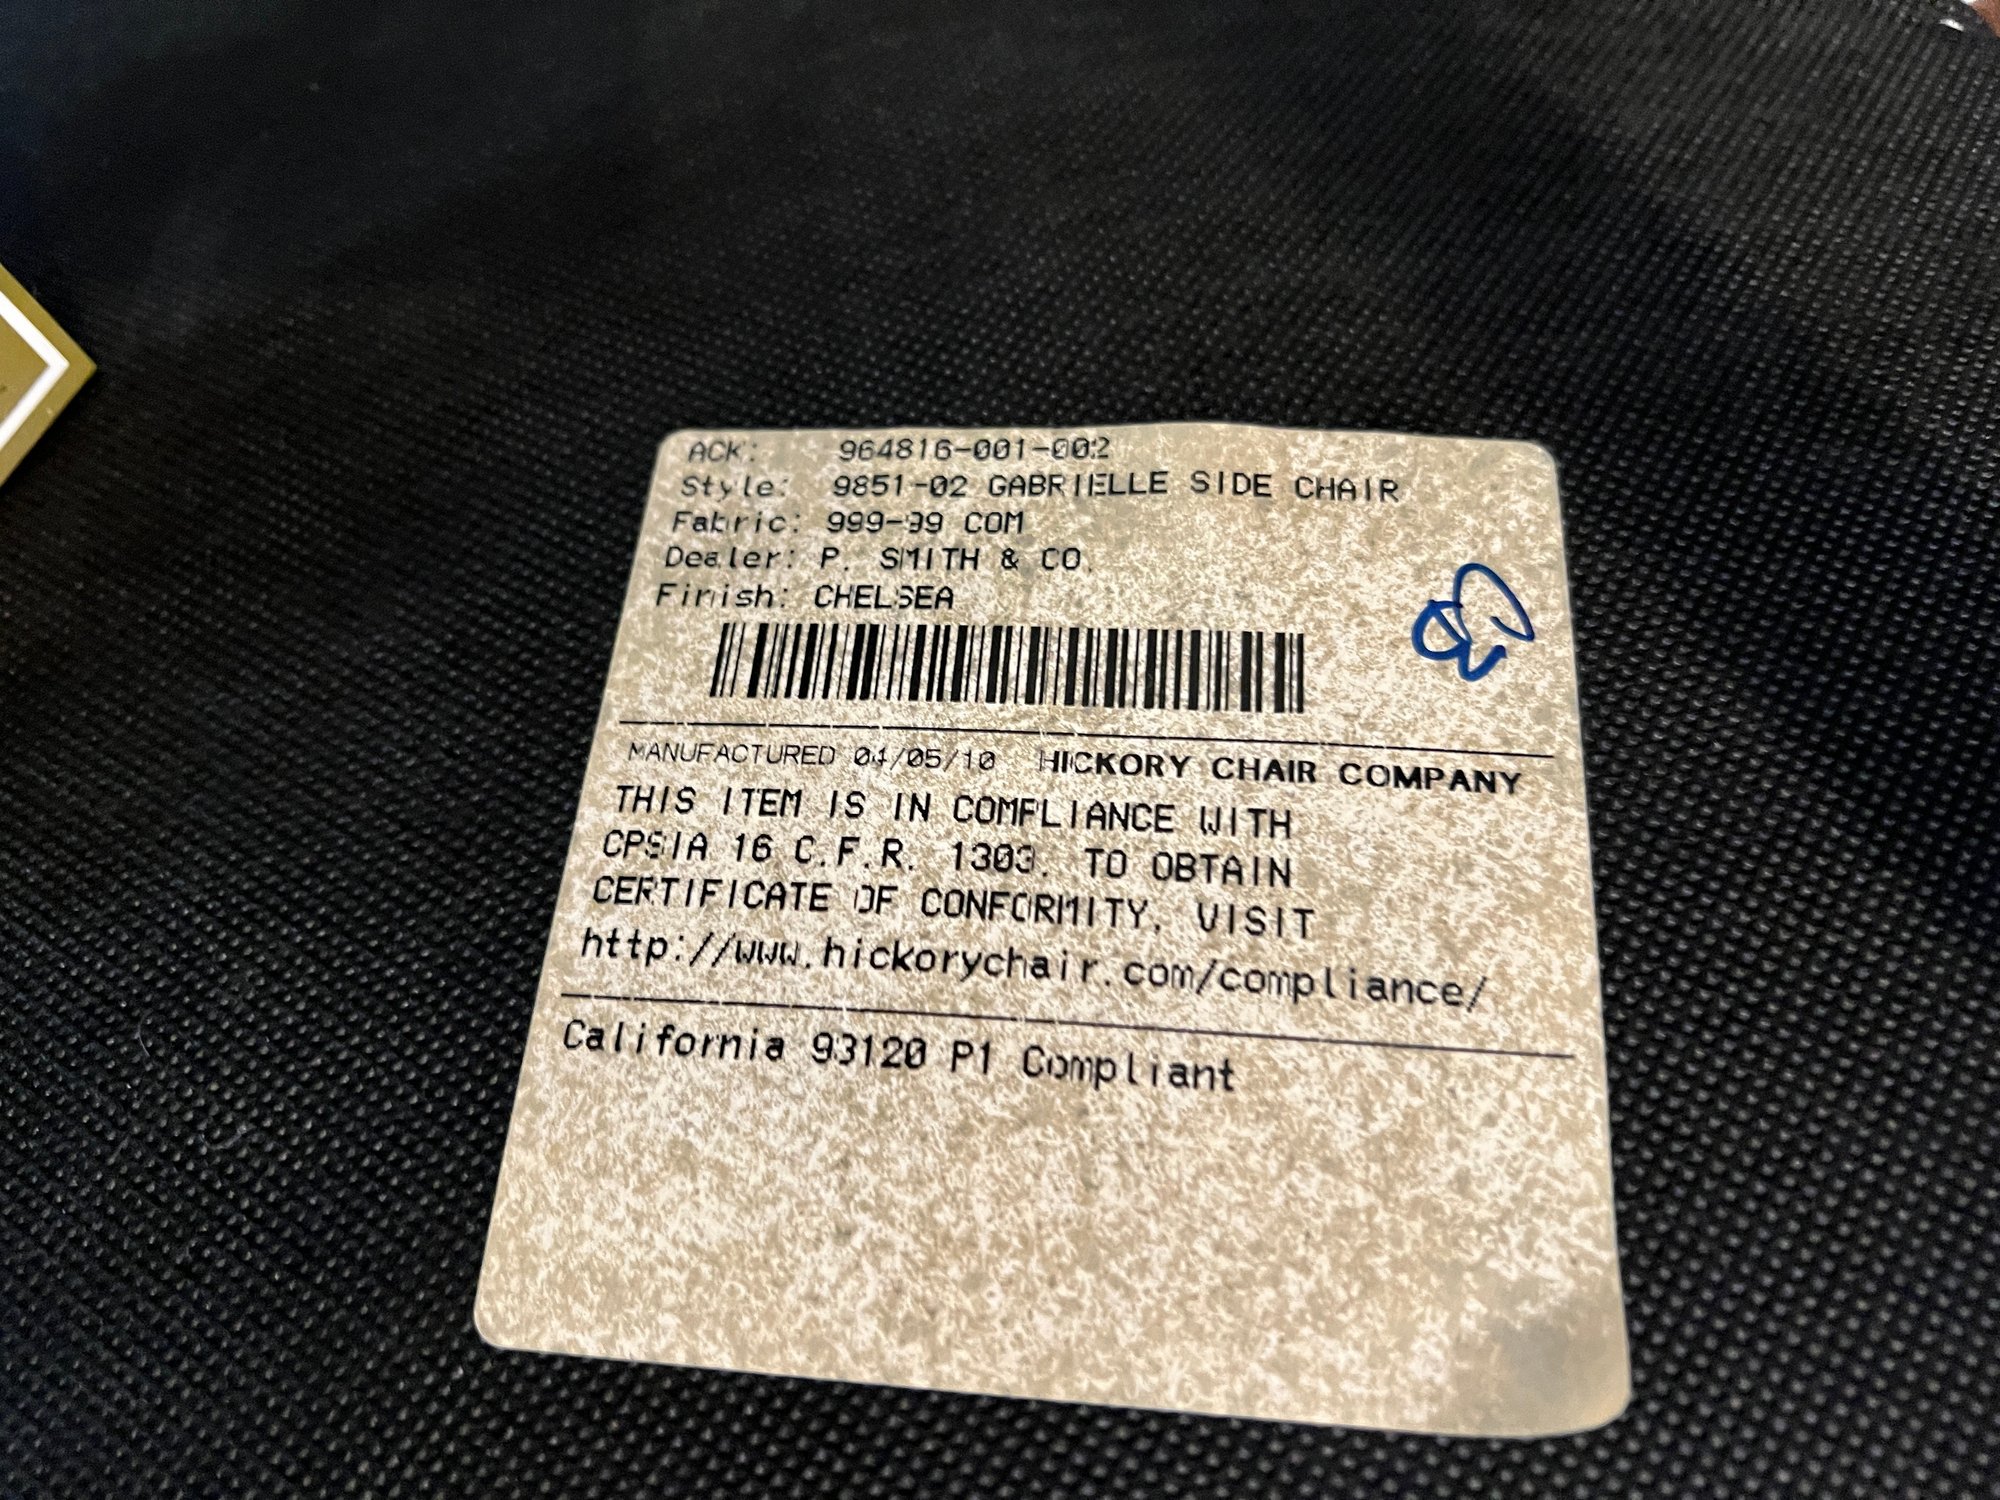 ACK: 964816-001-002
Style: 9851-02 GABRIELLE SIDE CHAIR
Fabric: 999-99 COM
Dealer: P. SMITH & CO.
Finish: CHELSEA
MANUFACTURED 04/05/10 HICKORY CHAIR COMPANY
THIS ITEM IS IN COMPLIANCE WITH
CPSIA 16 C.F.R. 1303. TO OBTAIN
CERTIFICATE OF CONFORMITY, VISIT
http://www.hickorychair.com/compliance/
California 93120 P1 Compliant